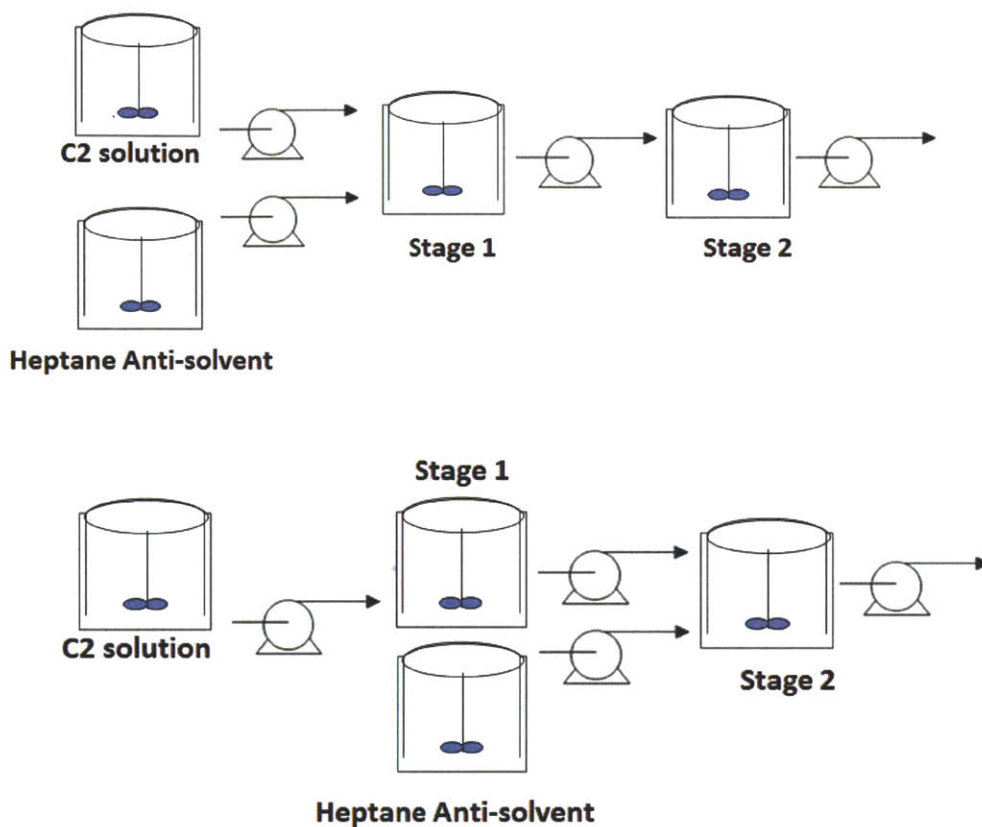 C2 solution
Stage 1
Stage 2
Heptane Anti-solvent
Stage 1
C2 solution
Stage 2
Heptane Anti-solvent